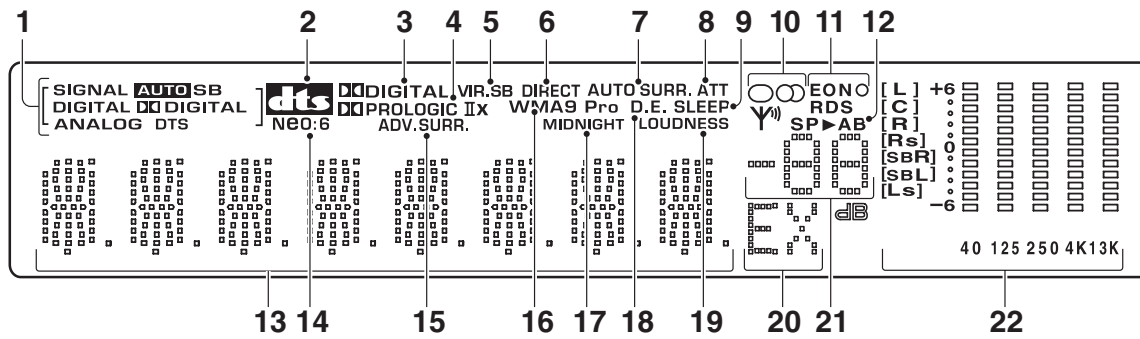 1 2 3 4 5 6 7 8 9 10 11 12
SIGNAL AUTO SB
DIGITAL DIGITAL
ANALOG DTS
dts
Neo:6
DIGITAL VIR.SB DIRECT AUTO SURR. ATT
PROLOGIC IIx WMA9 Pro D.E. SLEEP
ADV.SURR. MIDNIGHT LOUDNESS
EON
RDS
SP►AB
EX
dB
[L] +6
[C]
[R]
[Rs] 0
[SBR]
[SBL]
[Ls]
-6
40 125 250 4K 13K
13 14 15 16 17 18 19 20 21 22